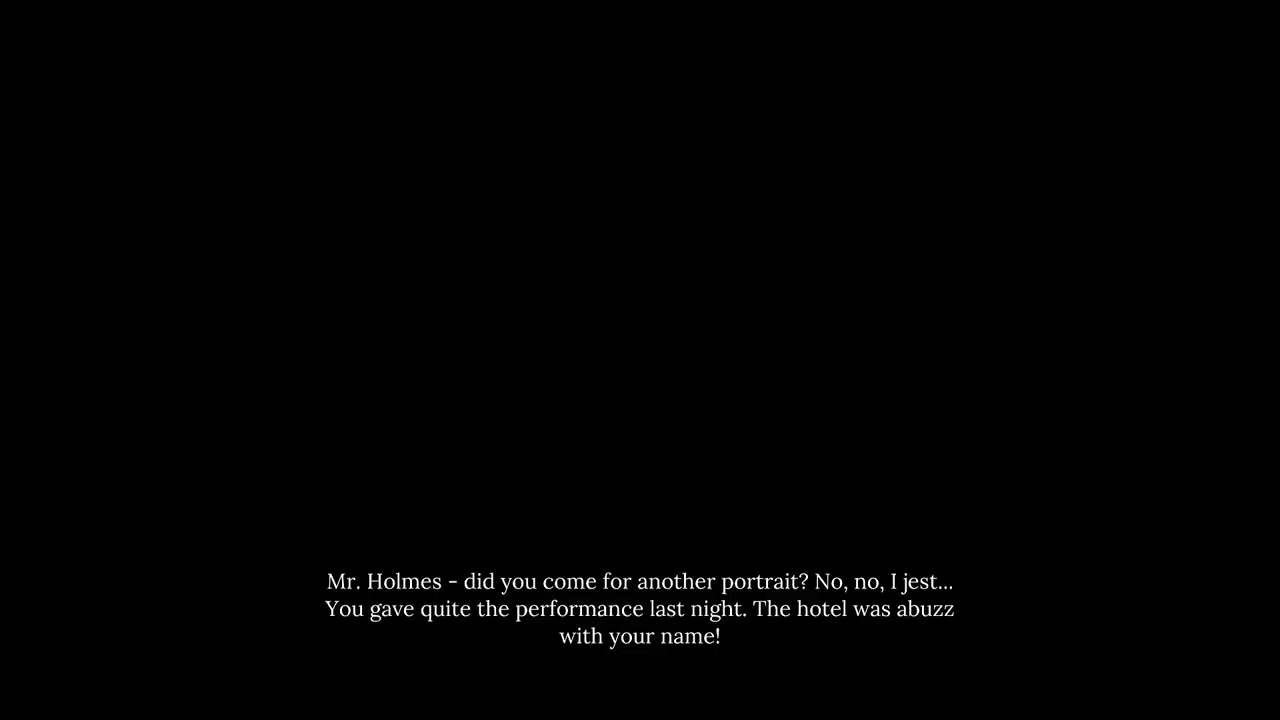 Mr. Holmes - did you come for another portrait? No, no, I jest...
You gave quite the performance last night. The hotel was abuzz
with your name!